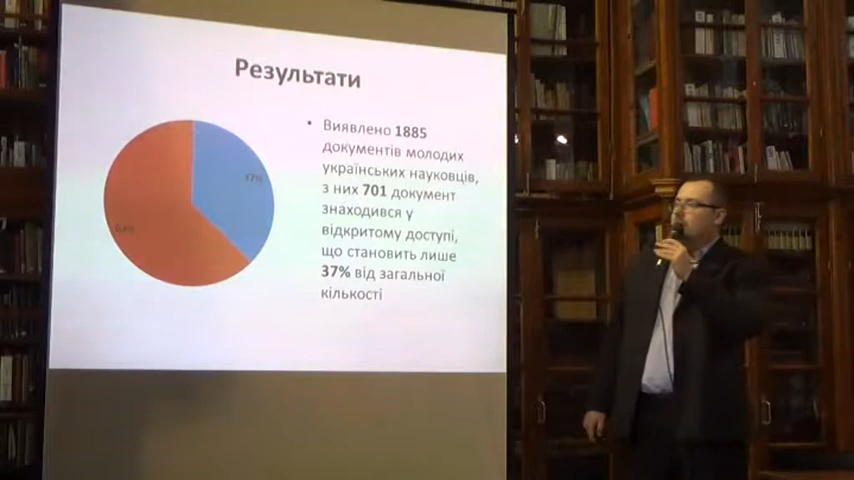 Результати
• Виявлено 1885
документів молодих
українських науковців,
з них 701 документ
знаходився у
відкритому доступі,
що становить лише
37% від загальної
кількості
37%